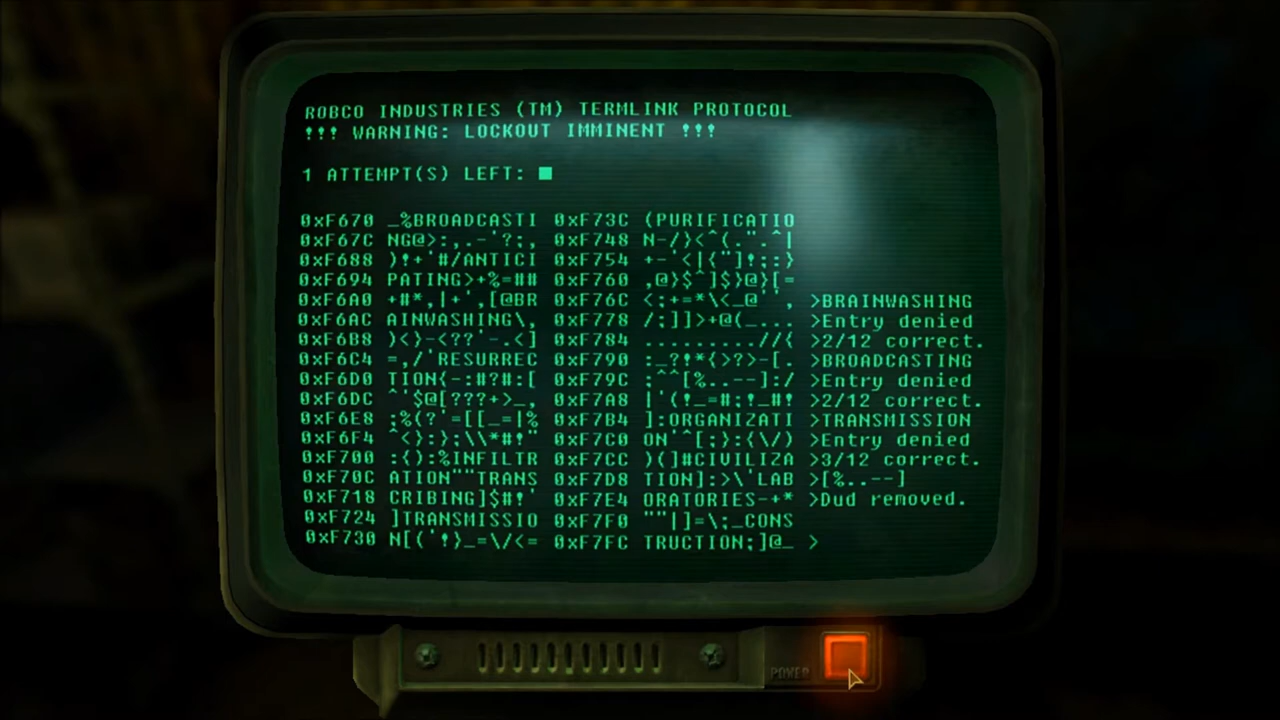 ROBCO INDUSTRIES (TM) TERMLINK PROTOCOL
!!! WARNING: LOCKOUT IMMINENT !!!
1 ATTEMPT(S) LEFT:
0xF670 _%BROADCASTI 0xF73C (PURIFICATIO
0xF67C NG@>:,.-'?;, 0xF748 N-/)<^(.".^|
0xF688 )!+'#/ANTICI 0xF754 +-'<|{"]!;:}
0xF694 PATING>+%=## 0xF760 ,@}$^]$}@}[=
0xF6A0 +#*,|+',[@BR 0xF76C <;+=*\<_@'', >BRAINWASHING
0xF6AC AINWASHING\, 0xF778 /;]]>+@(_... >Entry denied
0xF6B8 )<}-<??'-.<] 0xF784 .........//{ >2/12 correct.
0xF6C4 =,/'RESURREC 0xF790 :_?!*{>?>-[. >BROADCASTING
0xF6D0 TION{-:#?#:[ 0xF79C ;^^[%..--]:/ >Entry denied
0xF6DC ^'$@[???+>_, 0xF7A8 |'(!_=#;!_#! >2/12 correct.
0xF6E8 ;%(?'=[[_=|% 0xF7B4 ]:ORGANIZATI >TRANSMISSION
0xF6F4 ^<}:};\\*#!" 0xF7C0 ON'^[;}:{\/) >Entry denied
0xF700 :{):%INFILTR 0xF7CC )(]#CIVILIZA >3/12 correct.
0xF70C ATION""TRANS 0xF7D8 TION]:>\'LAB >[%..--]
0xF718 CRIBING]$#!' 0xF7E4 ORATORIES-+* >Dud removed.
0xF724 ]TRANSMISSIO 0xF7F0 ""|]=\;_CONS
0xF730 N[('!}_=\/<= 0xF7FC TRUCTION;]@_ >
POWER